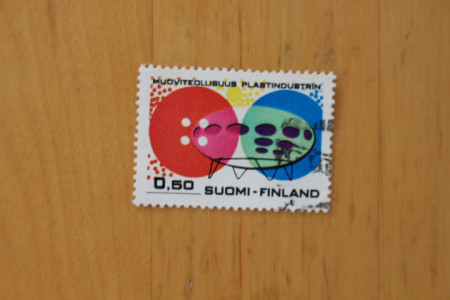 MUOVITEOLLISUUS PLASTINDUSTRIN
0,50 SUOMI-FINLAND